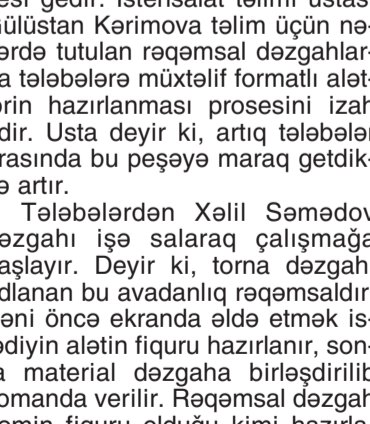 əsi gedir. İstehsalat təlimi ustas
Gülüstan Kərimova təlim üçün nə-
ərdə tutulan rəqəmsal dəzgahlar-
a tələbələrə müxtəlif formatlı alət-
ərin hazırlanması prosesini izah
dir. Usta deyir ki, artıq tələbələr
rasında bu peşəyə maraq getdik-
ə artır.
Tələbələrdən Xəlil Səmədov
əzgahı işə salaraq çalışmağa
aşlayır. Deyir ki, torna dəzgah
dlanan bu avadanlıq rəqəmsaldır
əni öncə ekranda əldə etmək is-
ədiyin alətin fiquru hazırlanır, son-
a material dəzgaha birləşdirilib
omanda verilir. Rəqəmsal dəzgah
əmin fiquru olduğu kimi hazırla-